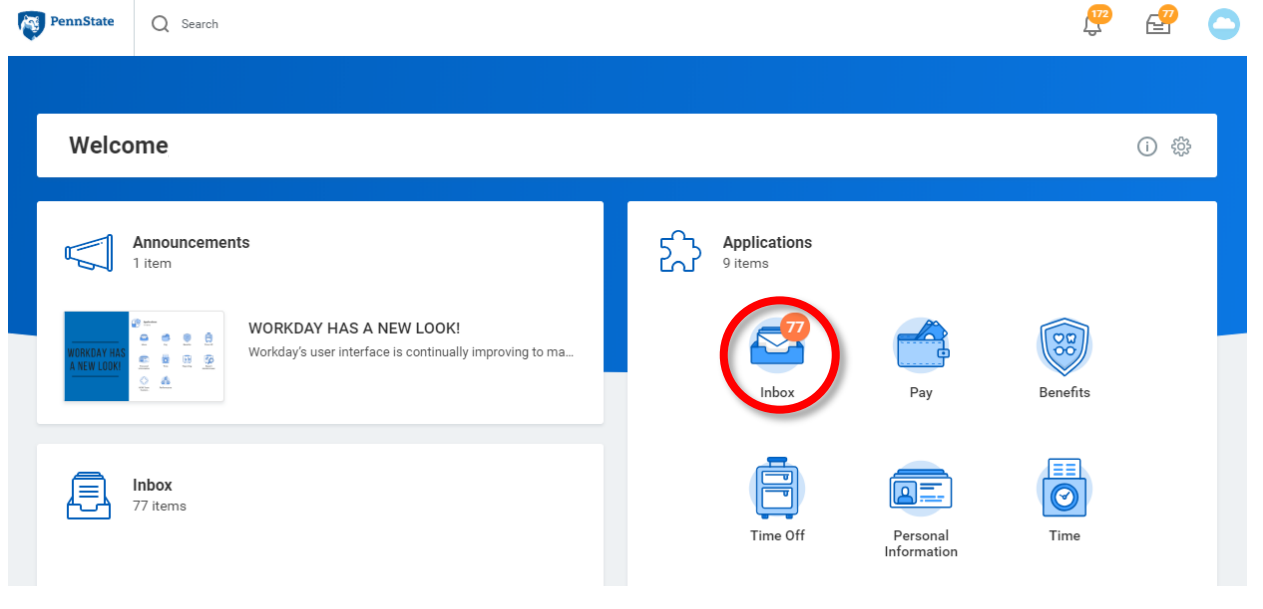 PennState
Search
172
77
Welcome
Announcements
1 item
WORKDAY HAS A NEW LOOK!
WORKDAY HAS
A NEW LOOK!
Workday's user interface is continually improving to ma...
Inbox
77 items
Applications
9 items
77
Inbox
Pay
Benefits
Time Off
Personal
Information
Time